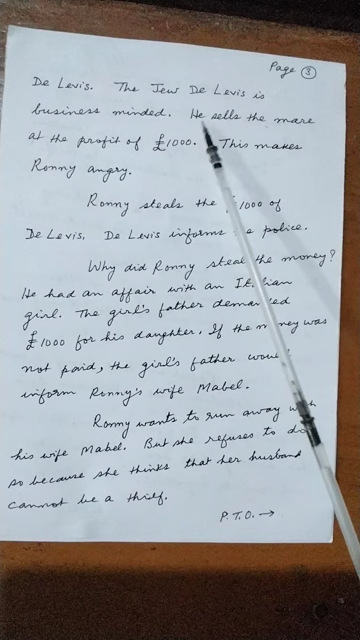 Page ③
De Levis. The Jew De Levis is
business minded. He sells the mare
at the profit of £1000. This makes
Ronny angry.
Ronny steals the £1000 of
De Levis. De Levis informs police.
Why did Ronny steal the money?
He had an affair with an Italian
girl. The girl's father demanded
£1000 for his daughter. If the money was
not paid, the girl's father would
inform Ronny's wife Mabel.
Ronny wants to run away with
his wife Mabel. But she refuses to do
so because she thinks that her husband
cannot be a thief.
P.T.O. →